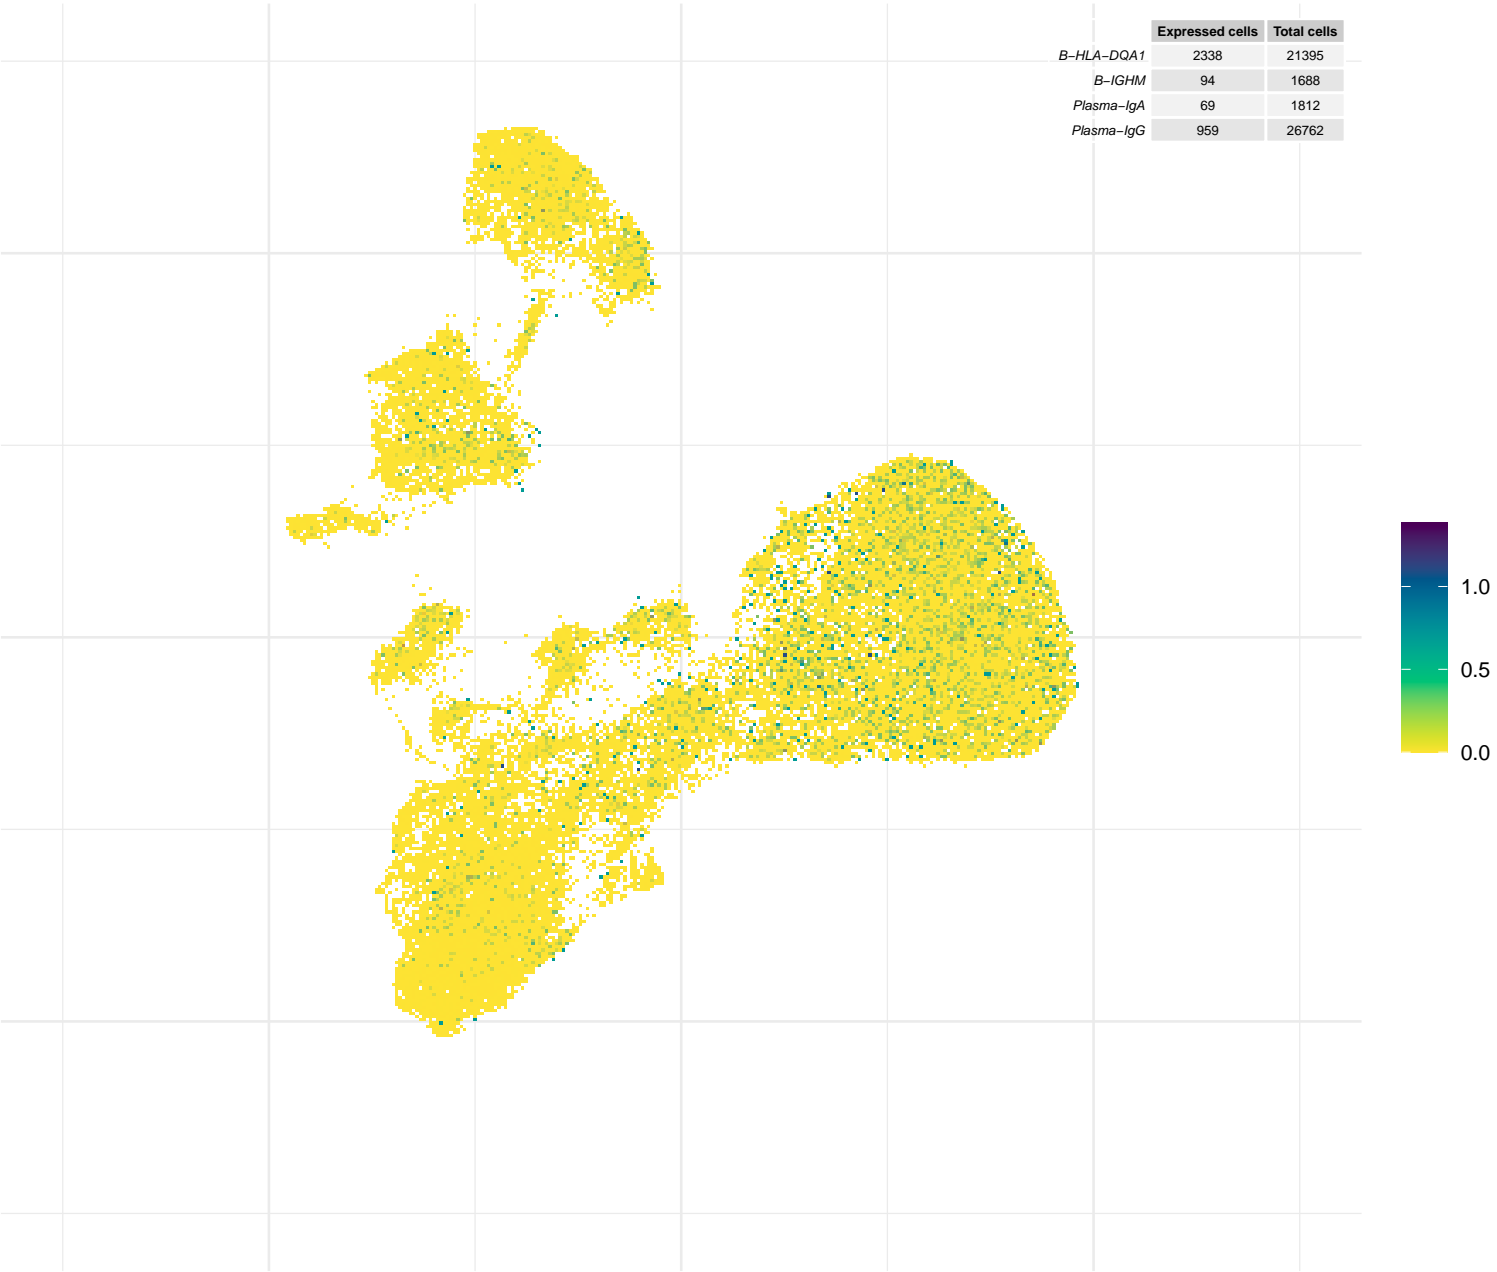 Expressed cells Total cells
B−HLA−DQA1 2338 21395
B−IGHM 94 1688
Plasma−IgA 69 1812
Plasma−IgG 959 26762
1.0
0.5
0.0